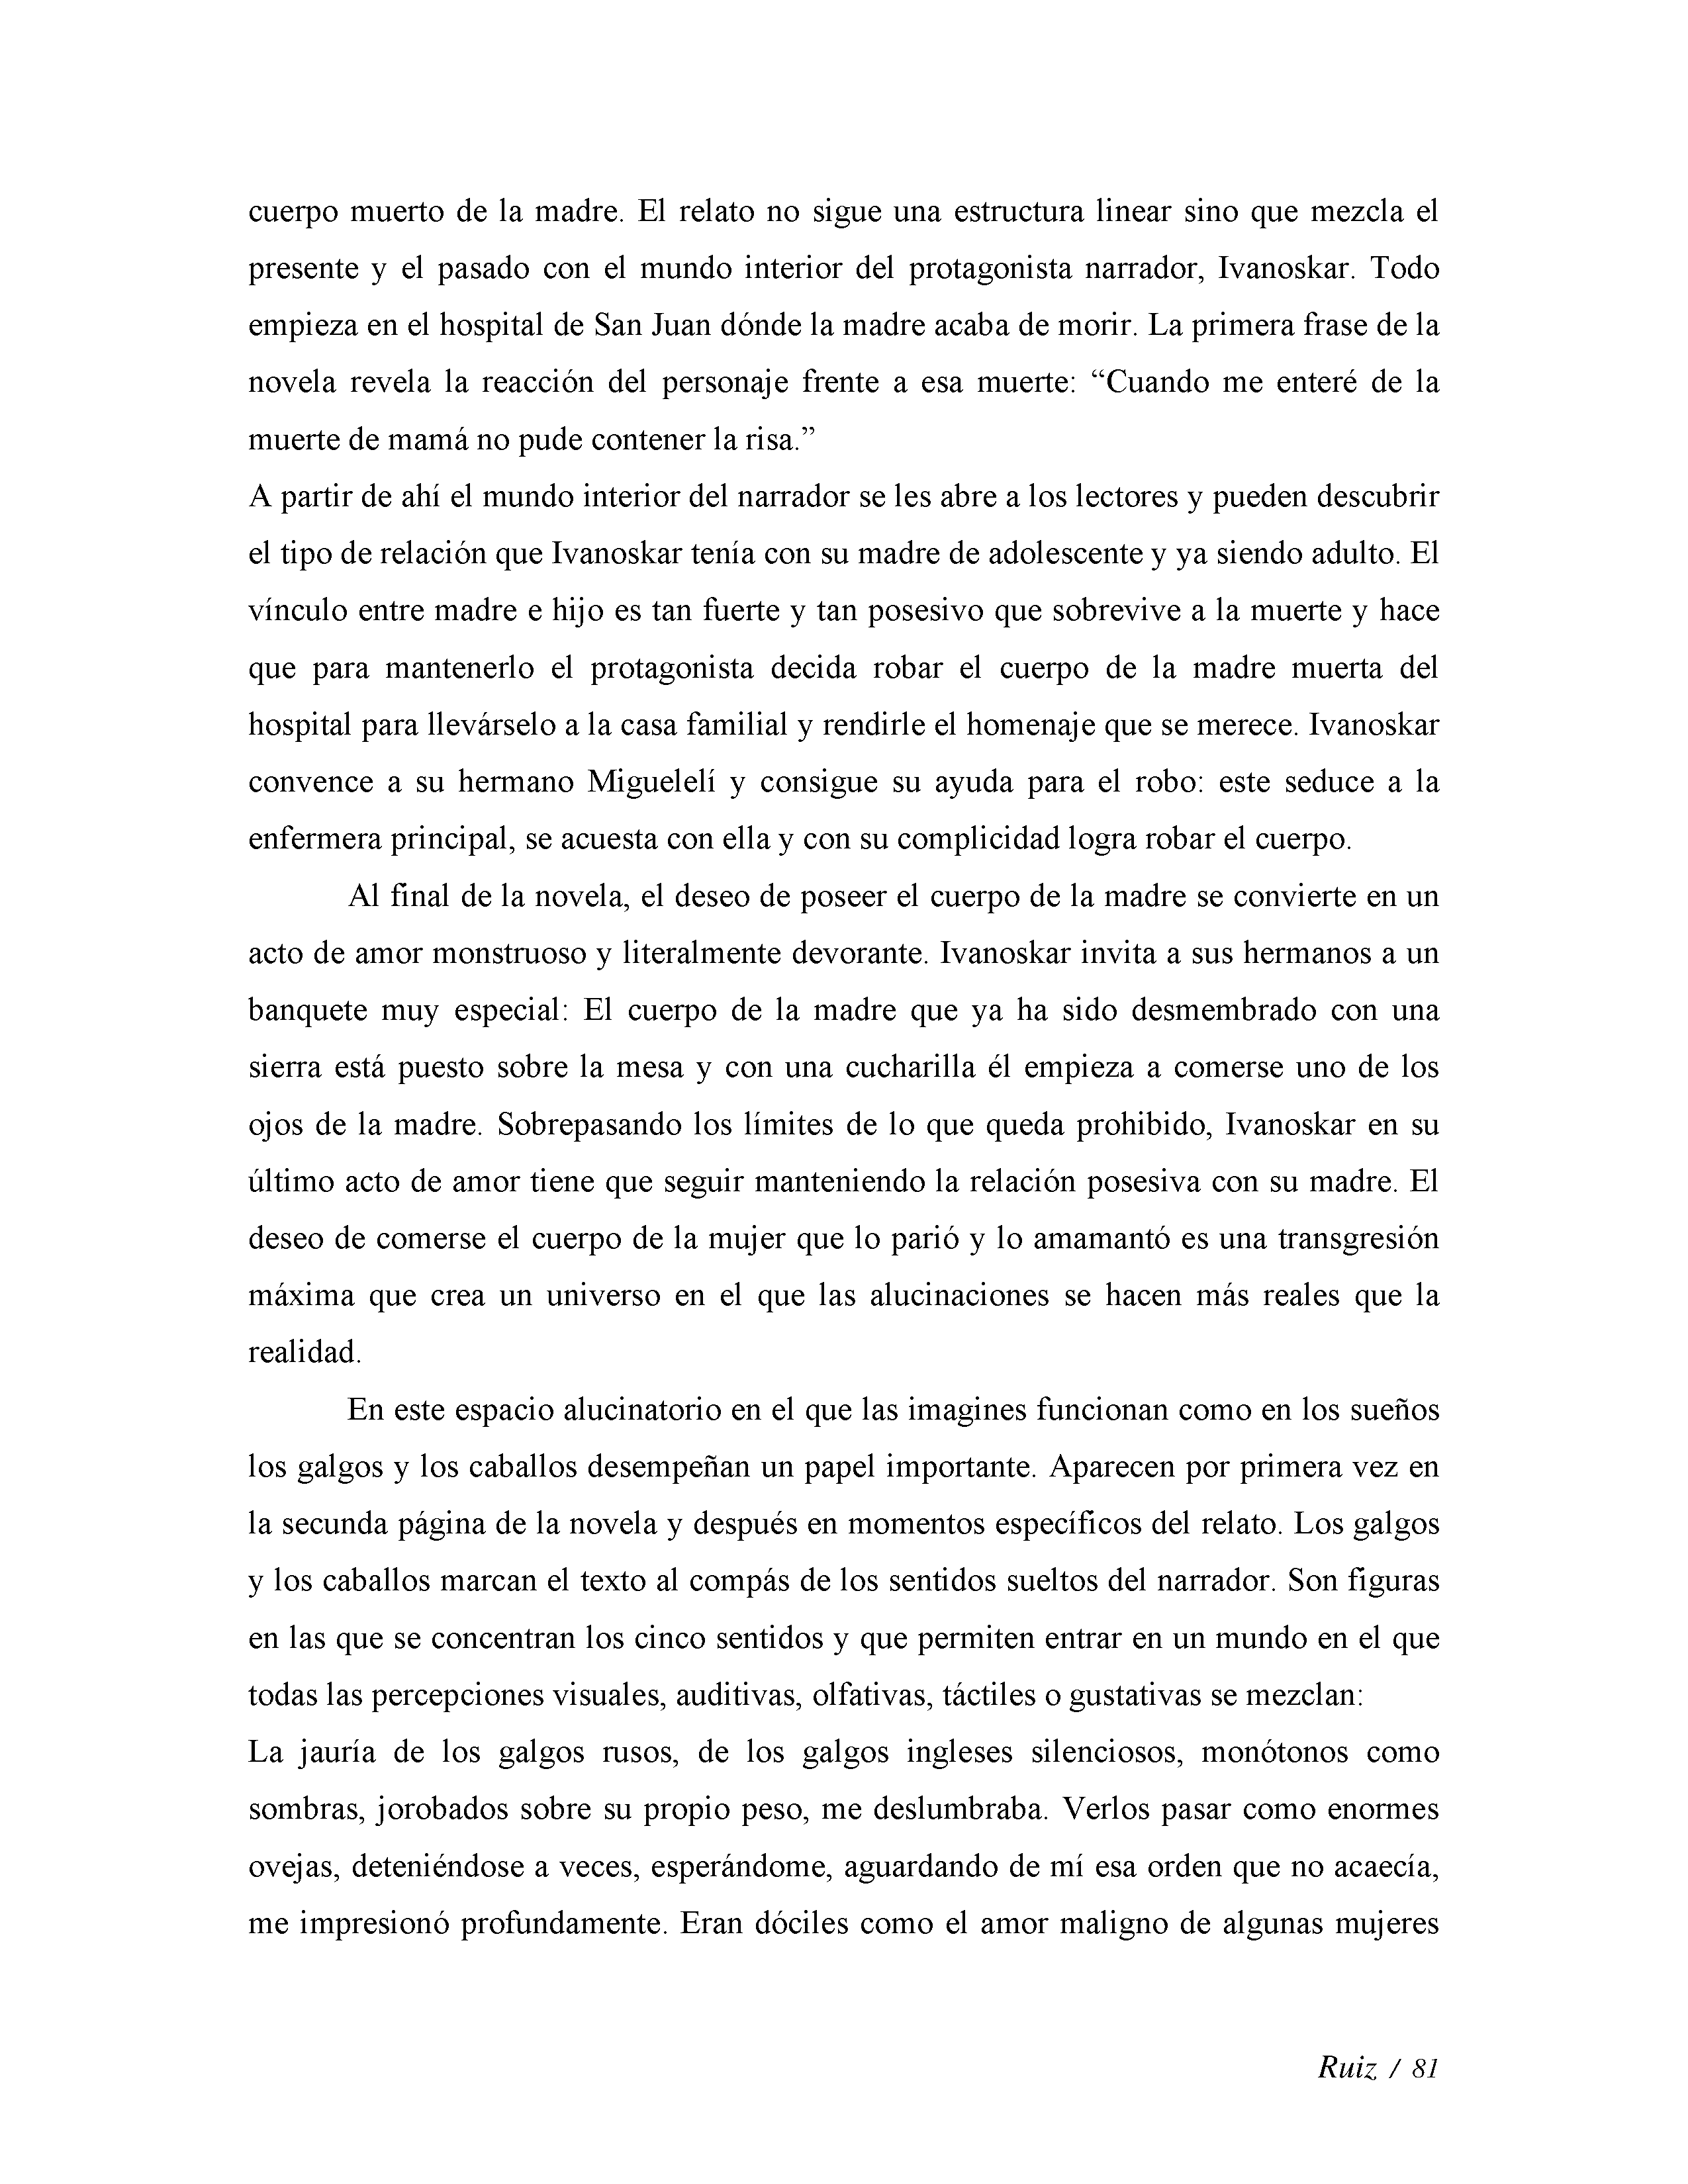 cuerpo muerto de la madre. El relato no sigue una estructura linear sino que mezcla el
presente y el pasado con el mundo interior del protagonista narrador, Ivanoskar. Todo
empieza en el hospital de San Juan dónde la madre acaba de morir. La primera frase de la
novela revela la reacción del personaje frente a esa muerte: “Cuando me enteré de la
muerte de mamá no pude contener la risa.”
A partir de ahí el mundo interior del narrador se les abre a los lectores y pueden descubrir
el tipo de relación que Ivanoskar tenía con su madre de adolescente y ya siendo adulto. El
vínculo entre madre e hijo es tan fuerte y tan posesivo que sobrevive a la muerte y hace
que para mantenerlo el protagonista decida robar el cuerpo de la madre muerta del
hospital para llevárselo a la casa familial y rendirle el homenaje que se merece. Ivanoskar
convence a su hermano Miguelelí y consigue su ayuda para el robo: este seduce a la
enfermera principal, se acuesta con ella y con su complicidad logra robar el cuerpo.
Al final de la novela, el deseo de poseer el cuerpo de la madre se convierte en un
acto de amor monstruoso y literalmente devorante. Ivanoskar invita a sus hermanos a un
banquete muy especial: El cuerpo de la madre que ya ha sido desmembrado con una
sierra está puesto sobre la mesa y con una cucharilla él empieza a comerse uno de los
ojos de la madre. Sobrepasando los límites de lo que queda prohibido, Ivanoskar en su
último acto de amor tiene que seguir manteniendo la relación posesiva con su madre. El
deseo de comerse el cuerpo de la mujer que lo parió y lo amamantó es una transgresión
máxima que crea un universo en el que las alucinaciones se hacen más reales que la
realidad.
En este espacio alucinatorio en el que las imagines funcionan como en los sueños
los galgos y los caballos desempeñan un papel importante. Aparecen por primera vez en
la secunda página de la novela y después en momentos específicos del relato. Los galgos
y los caballos marcan el texto al compás de los sentidos sueltos del narrador. Son figuras
en las que se concentran los cinco sentidos y que permiten entrar en un mundo en el que
todas las percepciones visuales, auditivas, olfativas, táctiles o gustativas se mezclan:
La jauría de los galgos rusos, de los galgos ingleses silenciosos, monótonos como
sombras, jorobados sobre su propio peso, me deslumbraba. Verlos pasar como enormes
ovejas, deteniéndose a veces, esperándome, aguardando de mí esa orden que no acaecía,
me impresionó profundamente. Eran dóciles como el amor maligno de algunas mujeres
Ruiz / 81